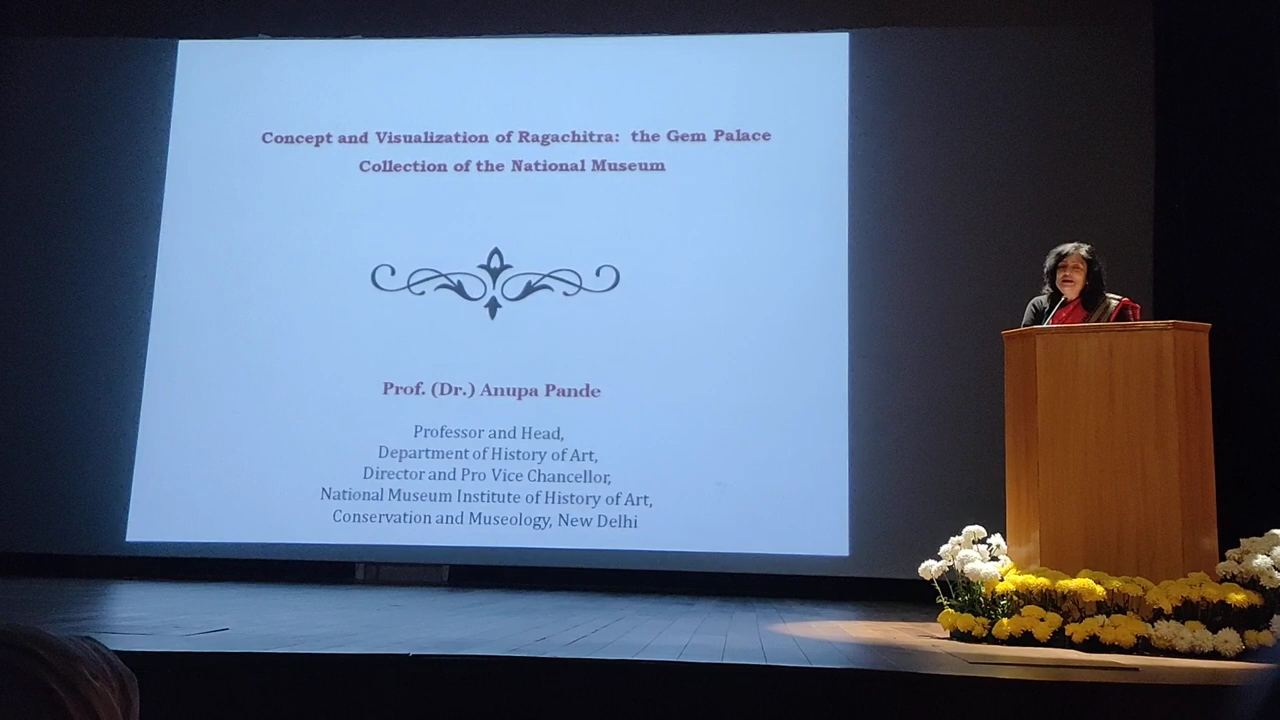 Concept and Visualization of Ragachitra: the Gem Palace
Collection of the National Museum
Prof. (Dr.) Anupa Pande
Professor and Head,
Department of History of Art,
Director and Pro Vice Chancellor,
National Museum Institute of History of Art,
Conservation and Museology, New Delhi